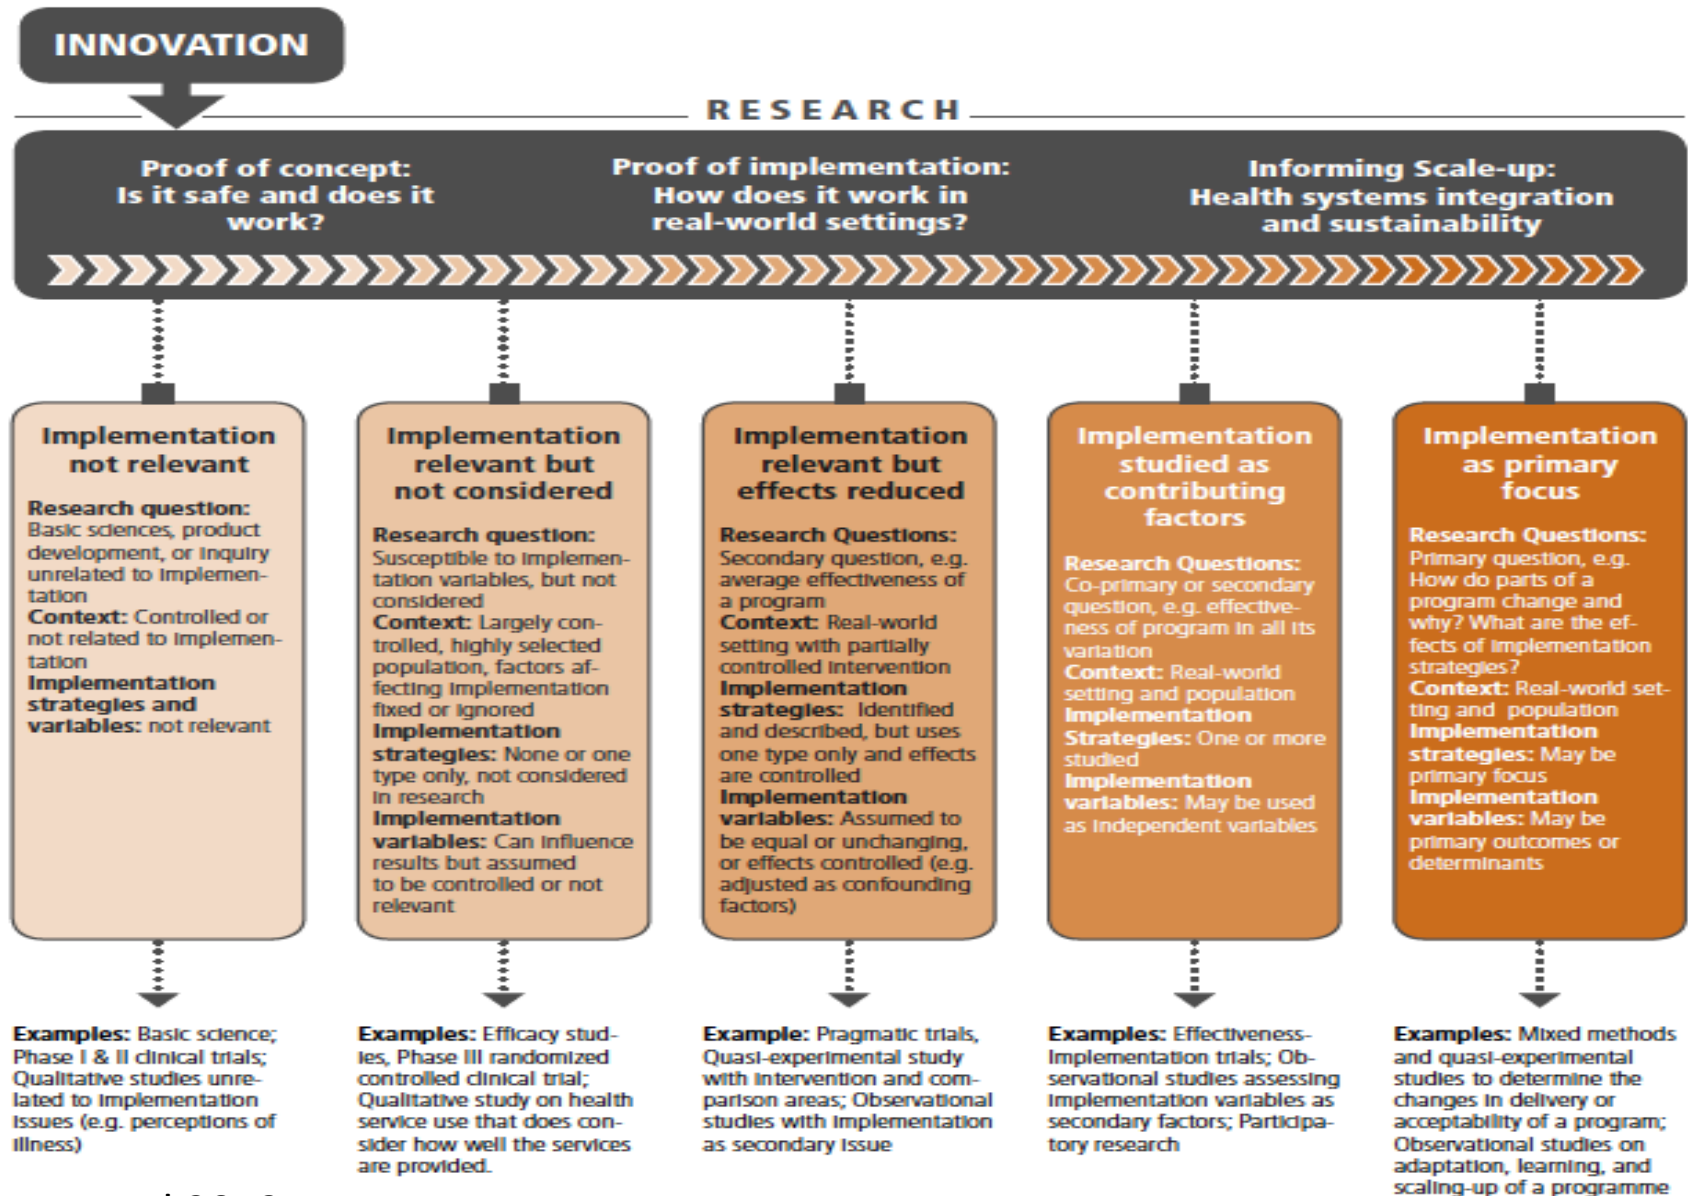 INNOVATION
RESEARCH
Proof of concept:
Is it safe and does it
work?
Proof of implementation:
How does it work in
real-world settings?
Informing Scale-up:
Health systems integration
and sustainability
Implementation
not relevant
Research question:
Basic sciences, product
development, or inquiry
unrelated to implemen-
tation
Context: Controlled or
not related to implemen-
tation
Implementation
strategies and
variables: not relevant
Implementation
relevant but
not considered
Research question:
Susceptible to implemen-
tation variables, but not
considered
Context: Largely con-
trolled, highly selected
population, factors af-
fecting implementation
fixed or ignored
Implementation
strategies: None or one
type only, not considered
in research
Implementation
variables: Can influence
results but assumed
to be controlled or not
relevant
Implementation
relevant but
effects reduced
Research Questions:
Secondary question, e.g.
average effectiveness of
a program
Context: Real-world
setting with partially
controlled intervention
Implementation
strategies: Identified
and described, but uses
one type only and effects
are controlled
Implementation
variables: Assumed to
be equal or unchanging,
or effects controlled (e.g.
adjusted as confounding
factors)
Implementation
studied as
contributing
factors
Research Questions:
Co-primary or secondary
question, e.g. effective-
ness of program in all its
variation
Context: Real-world
setting and population
Implementation
Strategies: One or more
studied
Implementation
variables: May be used
as independent variables
Implementation
as primary
focus
Research Questions:
Primary question, e.g.
How do parts of a
program change and
why? What are the ef-
fects of implementation
strategies?
Context: Real-world set-
ting and population
Implementation
strategies: May be
primary focus
Implementation
variables: May be
primary outcomes or
determinants
Examples: Basic science;
Phase I & II clinical trials;
Qualitative studies unre-
lated to implementation
issues (e.g. perceptions of
illness)
Examples: Efficacy stud-
ies, Phase III randomized
controlled clinical trial;
Qualitative study on health
service use that does con-
sider how well the services
are provided.
Example: Pragmatic trials,
Quasi-experimental study
with intervention and com-
parison areas; Observational
studies with implementation
as secondary issue
Examples: Effectiveness-
Implementation trials; Ob-
servational studies assessing
implementation variables as
secondary factors; Participa-
tory research
Examples: Mixed methods
and quasi-experimental
studies to determine the
changes in delivery or
acceptability of a program;
Observational studies on
adaptation, learning, and
scaling-up of a programme